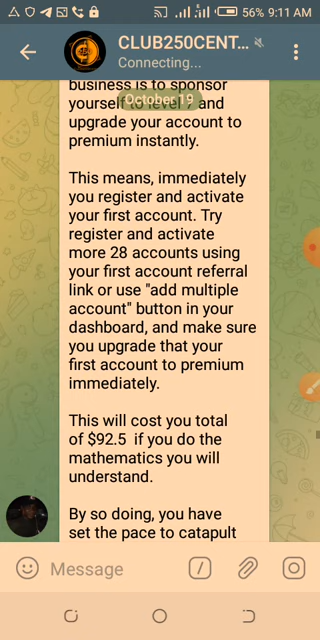 56% 9:11 AM
CLUB250CENT...
Connecting...
business is to sponsor
October 19
yourself to level 7 and
upgrade your account to
premium instantly.
This means, immediately
you register and activate
your first account. Try
register and activate
more 28 accounts using
your first account referral
link or use "add multiple
account" button in your
dashboard, and make sure
you upgrade that your
first account to premium
immediately.
This will cost you total
of $92.5  if you do the
mathematics you will
understand.
By so doing, you have
set the pace to catapult
Message